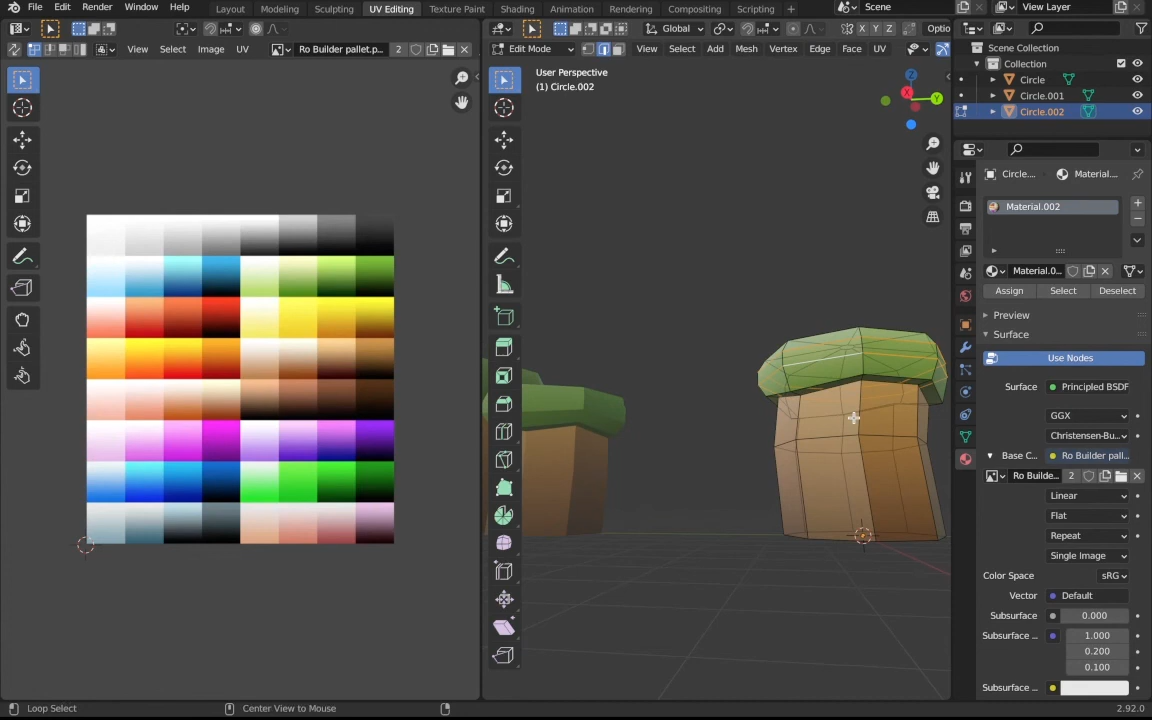 File Edit Render Window Help Layout Modeling Sculpting UV Editing Texture Paint Shading Animation Rendering Compositing Scripting Scene View Layer
View Select Image UV Ro Builder pallet.p... 2
Global Optio
Edit Mode View Select Add Mesh Vertex Edge Face UV
User Perspective
(1) Circle.002
X Y Z
X
Y
Z
Scene Collection
Collection
Circle
Circle.001
Circle.002
Circle.... Material....
Material.002
Material.0...
Assign Select Deselect
Preview
Surface
Use Nodes
Surface Principled BSDF
GGX
Christensen-Bu...
Base C... Ro Builder pall...
Ro Builde... 2
Linear
Flat
Repeat
Single Image
Color Space sRG
Vector Default
Subsurface 0.000
Subsurface ... 1.000
0.200
0.100
Subsurface ...
Loop Select Center View to Mouse 2.92.0